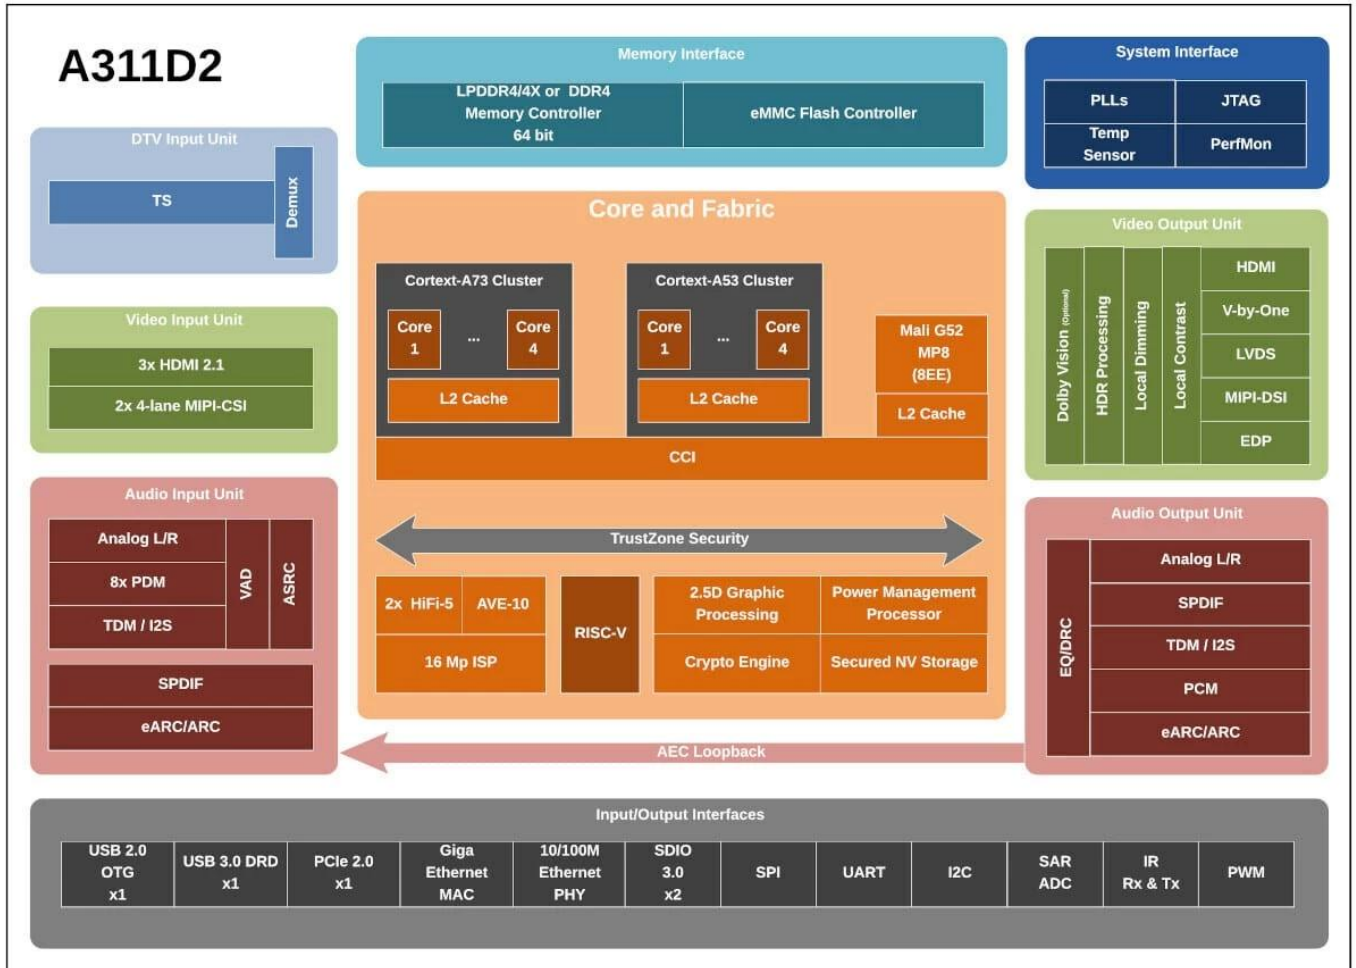 A311D2
Memory Interface
LPDDR4/4X or DDR4
Memory Controller
64 bit
eMMC Flash Controller
System Interface
PLLs
JTAG
Temp
Sensor
PerfMon
DTV Input Unit
TS
Demux
Video Input Unit
3x HDMI 2.1
2x 4-lane MIPI-CSI
Audio Input Unit
Analog L/R
8x PDM
TDM / I2S
VAD
ASRC
SPDIF
eARC/ARC
Core and Fabric
Cortext-A73 Cluster
Core
1
...
Core
4
L2 Cache
Cortext-A53 Cluster
Core
1
...
Core
4
L2 Cache
Mali G52
MP8
(8EE)
L2 Cache
CCI
TrustZone Security
2x HiFi-5
AVE-10
16 Mp ISP
RISC-V
2.5D Graphic
Processing
Power Management
Processor
Crypto Engine
Secured NV Storage
Video Output Unit
Dolby Vision (Optional)
HDR Processing
Local Dimming
Local Contrast
HDMI
V-by-One
LVDS
MIPI-DSI
EDP
Audio Output Unit
EQ/DRC
Analog L/R
SPDIF
TDM / I2S
PCM
eARC/ARC
AEC Loopback
Input/Output Interfaces
USB 2.0
OTG
x1
USB 3.0 DRD
x1
PCIe 2.0
x1
Giga
Ethernet
MAC
10/100M
Ethernet
PHY
SDIO
3.0
x2
SPI
UART
I2C
SAR
ADC
IR
Rx & Tx
PWM